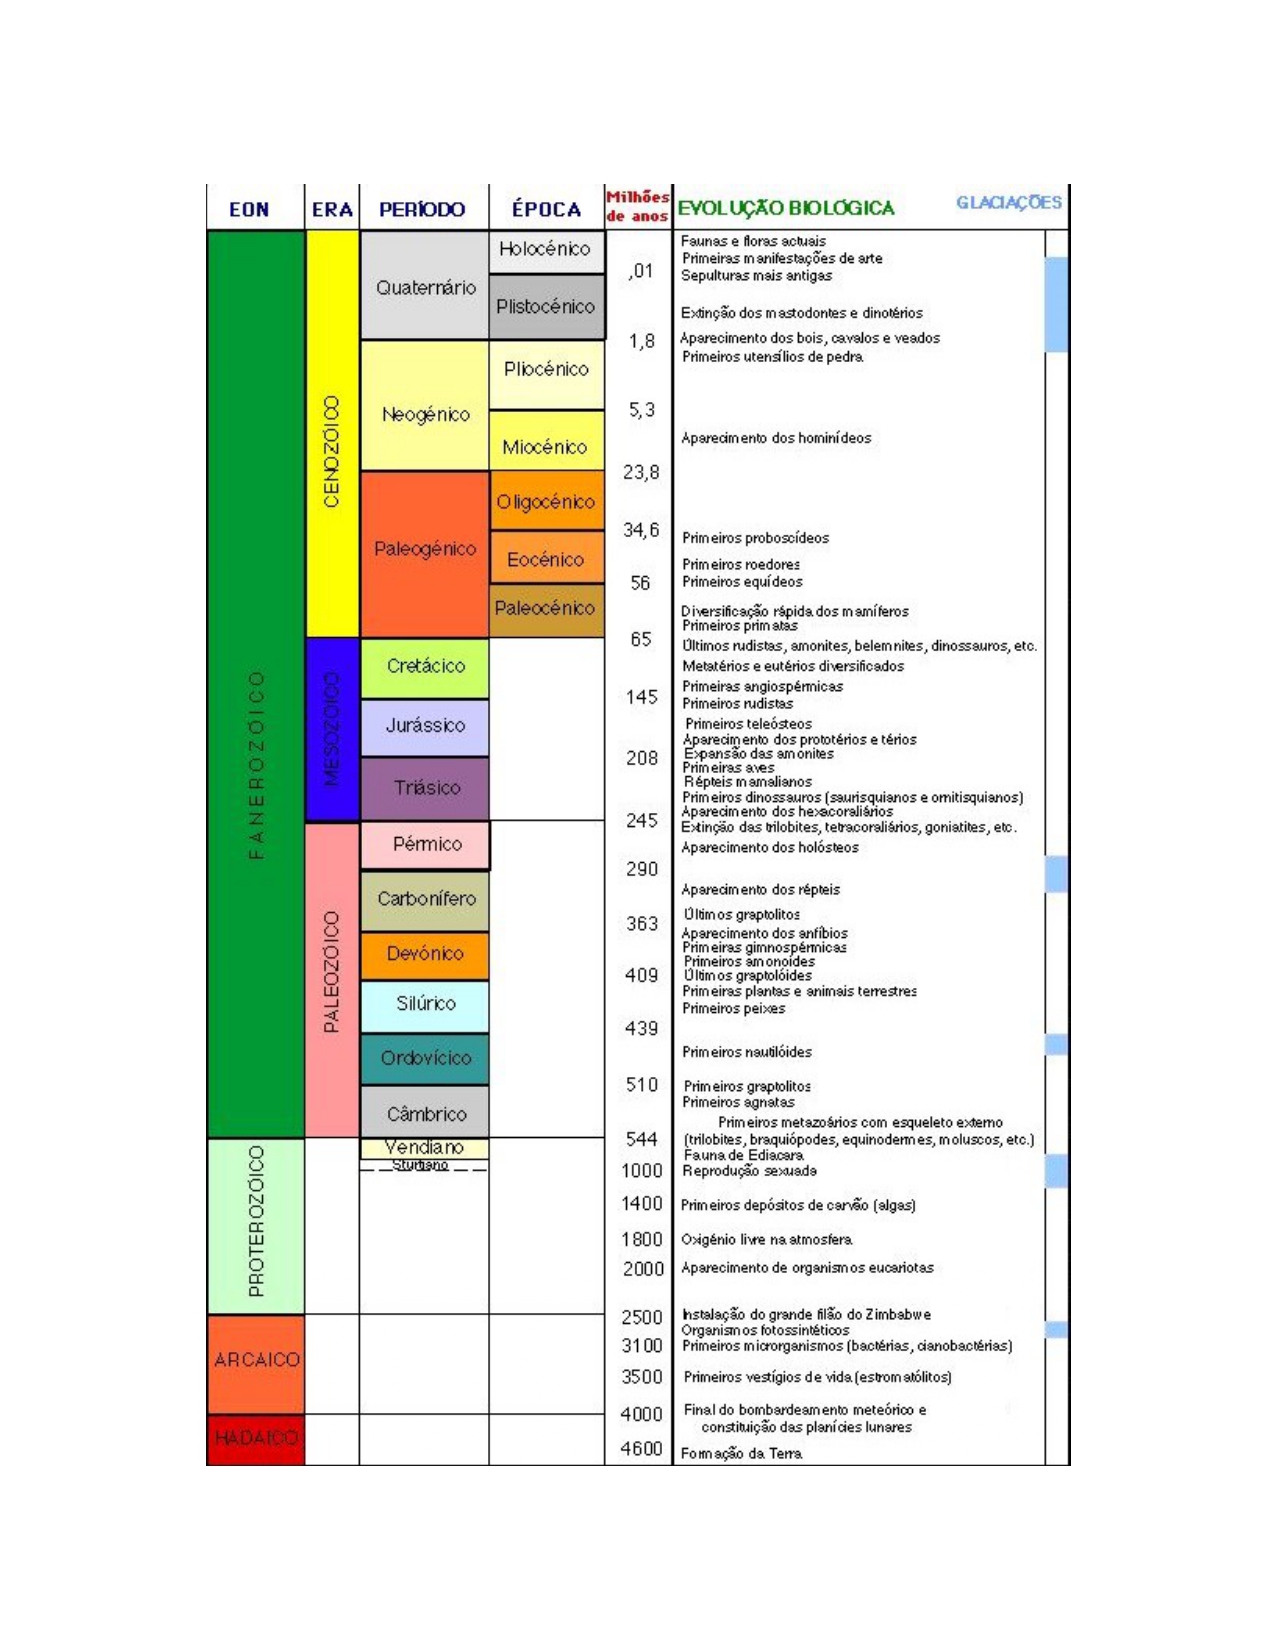 EON ERA PERÍODO ÉPOCA Milhões de anos EVOLUÇÃO BIOLÓGICA GLACIAÇÕES
FANEROZÓICO
PROTEROZÓICO
ARCAICO
HADAICO
CENOZÓICO
MESOZÓICO
PALEOZÓICO
Quaternário
Neogénico
Paleogénico
Cretácico
Jurássico
Triásico
Pérmico
Carbonífero
Devónico
Silúrico
Ordovícico
Câmbrico
Vendiano
Sturtiano
Holocénico
Plistocénico
Pliocénico
Miocénico
Oligocénico
Eocénico
Paleocénico
,01
1,8
5,3
23,8
34,6
56
65
145
208
245
290
363
409
439
510
544
1000
1400
1800
2000
2500
3100
3500
4000
4600
Faunas e floras actuais
Primeiras manifestações de arte
Sepulturas mais antigas
Extinção dos mastodontes e dinotérios
Aparecimento dos bois, cavalos e veados
Primeiros utensílios de pedra
Aparecimento dos hominídeos
Primeiros proboscídeos
Primeiros roedores
Primeiros equídeos
Diversificação rápida dos mamíferos
Primeiros primatas
Últimos rudistas, amonites, belemnites, dinossauros, etc.
Metatérios e eutérios diversificados
Primeiras angiospérmicas
Primeiros rudistas
Primeiros teleósteos
Aparecimento dos prototérios e térios
Expansão das amonites
Primeiras aves
Répteis mamalianos
Primeiros dinossauros (saurisquianos e ornitisquianos)
Aparecimento dos hexacoraliários
Extinção das trilobites, tetracoraliários, goniatites, etc.
Aparecimento dos holósteos
Aparecimento dos répteis
Últimos graptolitos
Aparecimento dos anfíbios
Primeiras gimnospérmicas
Primeiros amonoides
Últimos graptolóides
Primeiras plantas e animais terrestres
Primeiros peixes
Primeiros nautilóides
Primeiros graptolitos
Primeiros agnatas
Primeiros metazoários com esqueleto externo
(trilobites, braquiópodes, equinodermes, moluscos, etc.)
Fauna de Ediacara
Reprodução sexuada
Primeiros depósitos de carvão (algas)
Oxigénio livre na atmosfera
Aparecimento de organismos eucariotas
Instalação do grande filão do Zimbabwe
Organismos fotossintéticos
Primeiros microrganismos (bactérias, cianobactérias)
Primeiros vestígios de vida (estromatólitos)
Final do bombardeamento meteórico e
constituição das planícies lunares
Formação da Terra